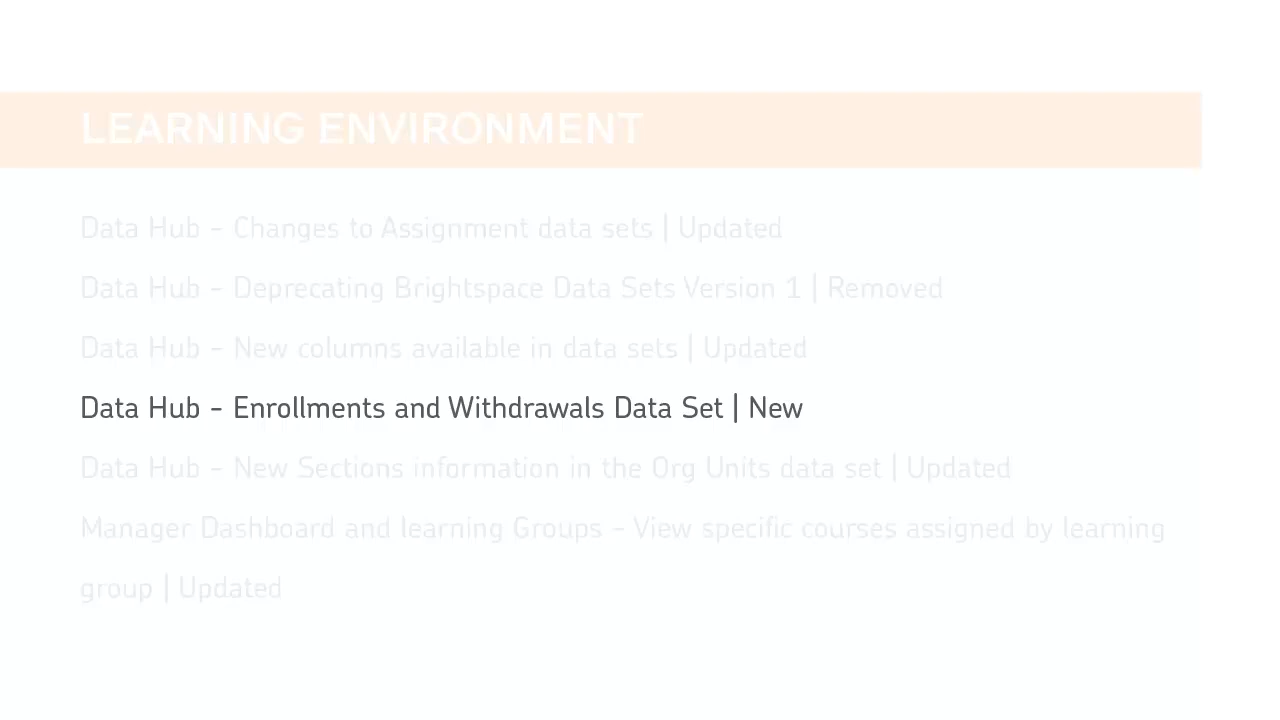 LEARNING ENVIRONMENT
Data Hub - Changes to Assignment data sets | Updated
Data Hub - Deprecating Brightspace Data Sets Version 1 | Removed
Data Hub - New columns available in data sets | Updated
Data Hub - Enrollments and Withdrawals Data Set | New
Data Hub - New Sections information in the Org Units data set | Updated
Manager Dashboard and learning Groups - View specific courses assigned by learning
group | Updated